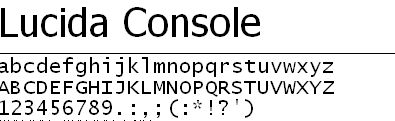 Lucida Console
abcdefghijklmnopqrstuvwxyz
ABCDEFGHIJKLMNOPQRSTUVWXYZ
123456789.:,;(:*!?')